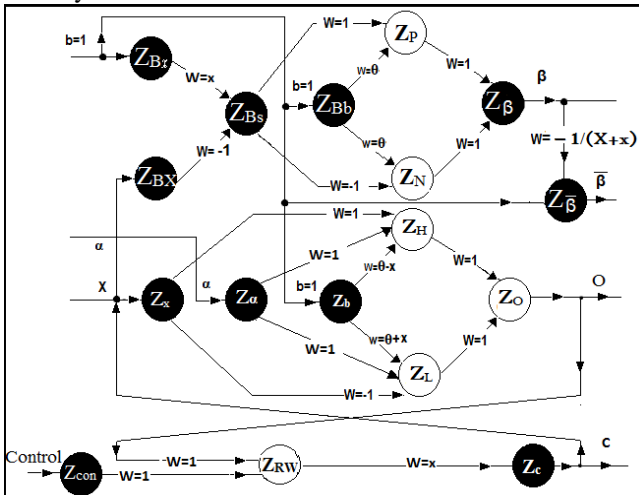 W=1
Z_P
W=1
b=1
Z_Bx
W=x
w=θ
b=1
Z_Bs
Z_Bb
Z_β
β
W= -1
w=θ
W= – 1/(X+x)
Z_BX
Z_N
W=1
W=-1
Z_β̅
β̅
W=1
Z_H
α
W=1
W=1
w=θ-x
X
Z_x
α
Z_α
b=1
Z_b
Z_O
O
w=θ+x
W=1
W=1
Z_L
W=-1
Control
Z_con
W=1
W=1
Z_RW
W=x
Z_c
C